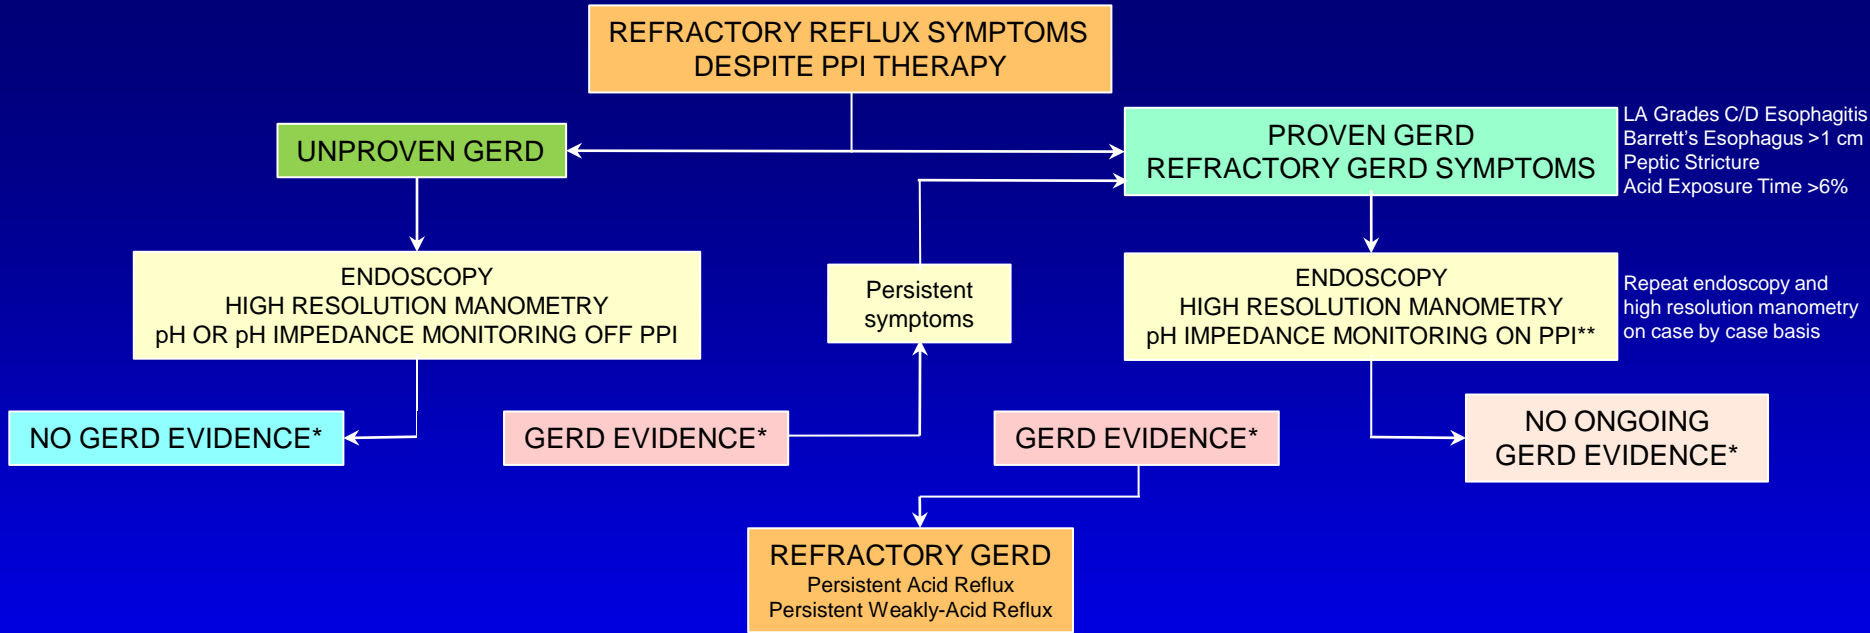 REFRACTORY REFLUX SYMPTOMS
DESPITE PPI THERAPY
UNPROVEN GERD
PROVEN GERD
REFRACTORY GERD SYMPTOMS
LA Grades C/D Esophagitis
Barrett's Esophagus >1 cm
Peptic Stricture
Acid Exposure Time >6%
ENDOSCOPY
HIGH RESOLUTION MANOMETRY
pH OR pH IMPEDANCE MONITORING OFF PPI
Persistent
symptoms
ENDOSCOPY
HIGH RESOLUTION MANOMETRY
pH IMPEDANCE MONITORING ON PPI**
Repeat endoscopy and
high resolution manometry
on case by case basis
NO GERD EVIDENCE*
GERD EVIDENCE*
GERD EVIDENCE*
NO ONGOING
GERD EVIDENCE*
REFRACTORY GERD
Persistent Acid Reflux
Persistent Weakly-Acid Reflux